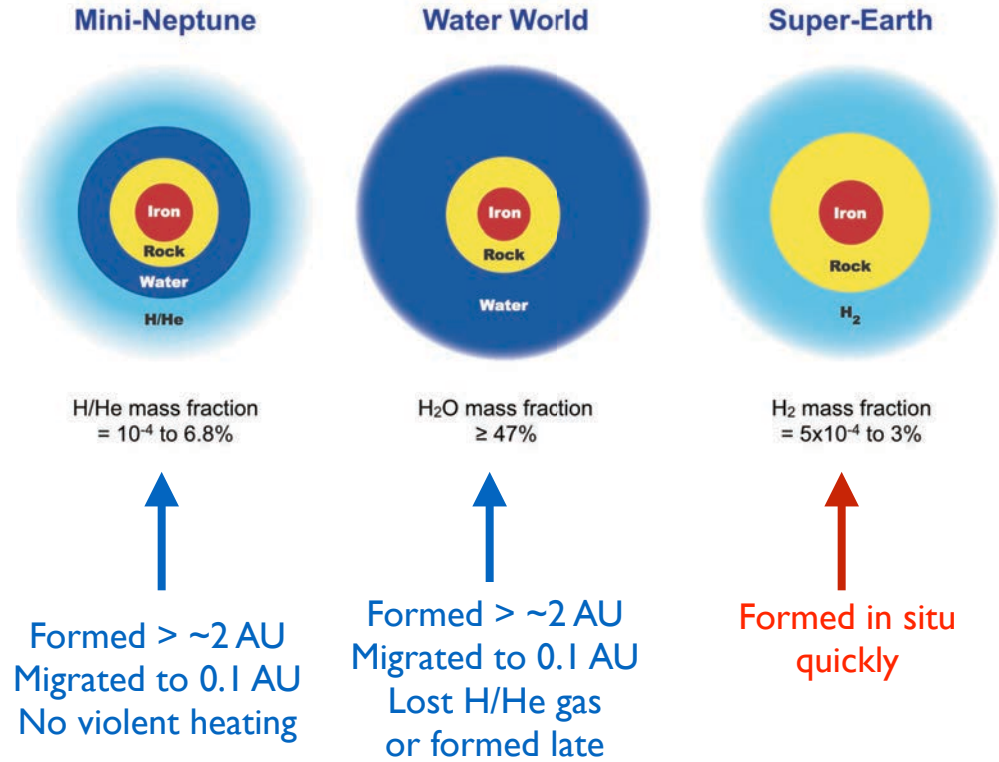 Mini-Neptune
Iron
Rock
Water
H/He
H/He mass fraction
= 10⁻⁴ to 6.8%
Formed > ~2 AU
Migrated to 0.1 AU
No violent heating
Water World
Iron
Rock
Water
H₂O mass fraction
≥ 47%
Formed > ~2 AU
Migrated to 0.1 AU
Lost H/He gas
or formed late
Super-Earth
Iron
Rock
H₂
H₂ mass fraction
= 5x10⁻⁴ to 3%
Formed in situ
quickly